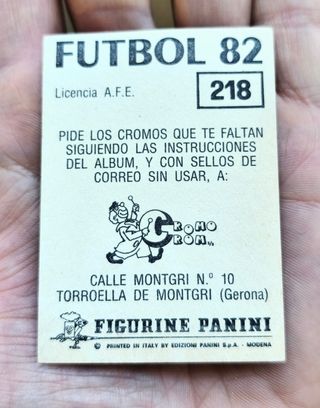 FUTBOL 82
Licencia A.F.E.
218
PIDE LOS CROMOS QUE TE FALTAN
SIGUIENDO LAS INSTRUCCIONES
DEL ALBUM, Y CON SELLOS DE
CORREO SIN USAR, A:
CROMO
CROM
CALLE MONTGRI N.º 10
TORROELLA DE MONTGRI (Gerona)
FIGURINE PANINI
© PRINTED IN ITALY BY EDIZIONI PANINI S.p.A. - MODENA